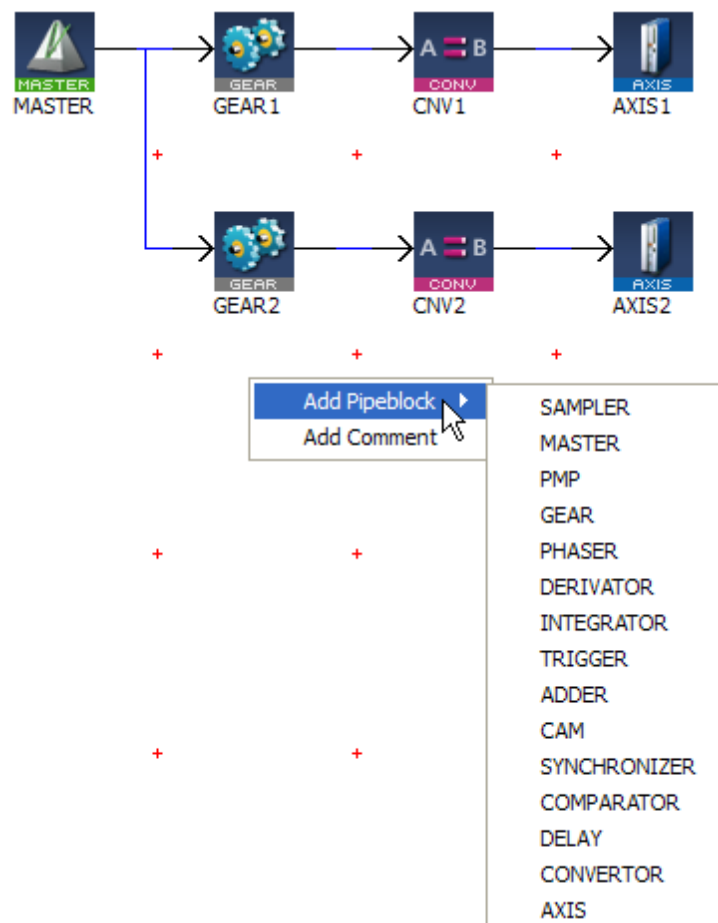 A B
MASTER GEAR CONV AXIS
MASTER GEAR1 CNV1 AXIS1
A B
GEAR CONV AXIS
GEAR2 CNV2 AXIS2
Add Pipeblock
Add Comment
SAMPLER
MASTER
PMP
GEAR
PHASER
DERIVATOR
INTEGRATOR
TRIGGER
ADDER
CAM
SYNCHRONIZER
COMPARATOR
DELAY
CONVERTOR
AXIS